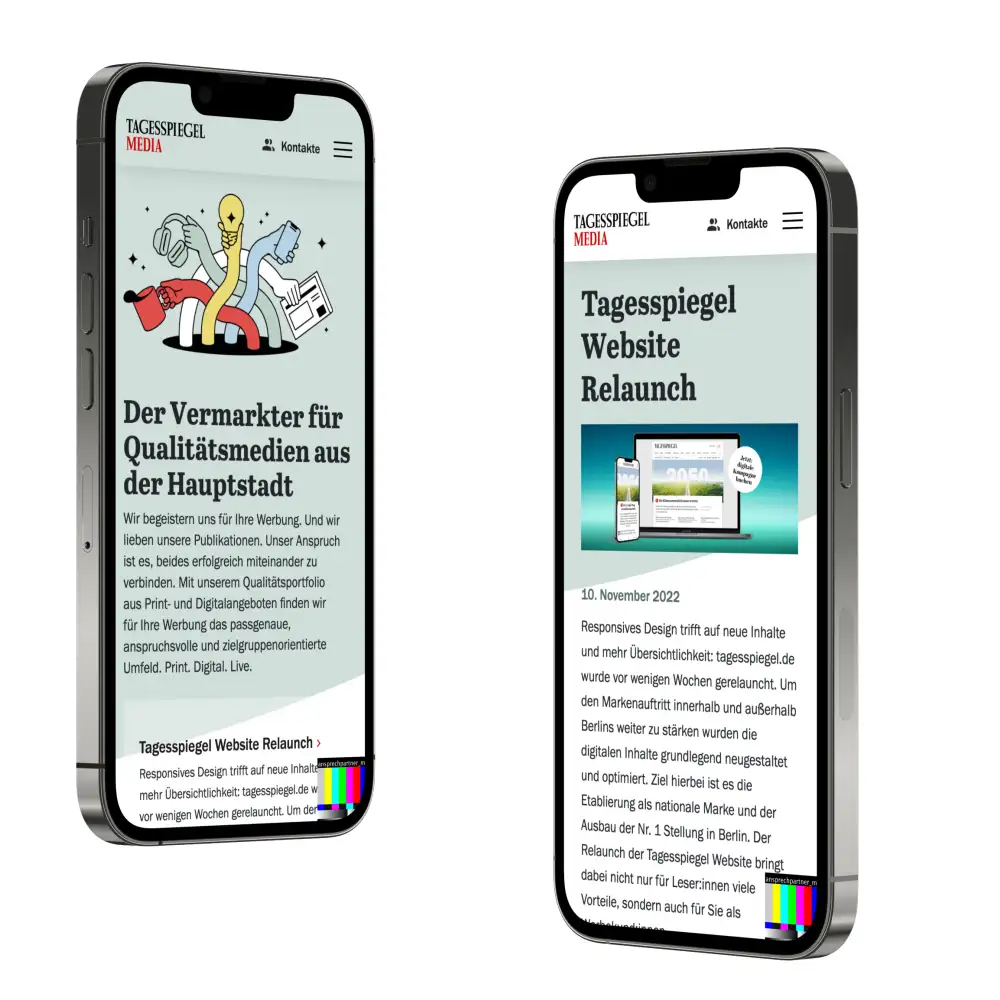 TAGESSPIEGEL
MEDIA
Kontakte
Der Vermarkter für
Qualitätsmedien aus
der Hauptstadt
Wir begeistern uns für Ihre Werbung. Und wir
lieben unsere Publikationen. Unser Anspruch
ist es, beides erfolgreich miteinander zu
verbinden. Mit unserem Qualitätsportfolio
aus Print- und Digitalangeboten finden wir
für Ihre Werbung das passgenaue,
anspruchsvolle und zielgruppenorientierte
Umfeld. Print. Digital. Live.
Tagesspiegel Website Relaunch ›
Responsives Design trifft auf neue Inhalte
mehr Übersichtlichkeit: tagesspiegel.de w
vor wenigen Wochen gerelauncht. Um der
ansprechpartner_m
TAGESSPIEGEL
MEDIA
Kontakte
Tagesspiegel
Website
Relaunch
TAGESSPIEGEL
2050
Jetzt
digitale
Kampagne
buchen
10. November 2022
Responsives Design trifft auf neue Inhalte
und mehr Übersichtlichkeit: tagesspiegel.de
wurde vor wenigen Wochen gerelauncht. Um
den Markenauftritt innerhalb und außerhalb
Berlins weiter zu stärken wurden die
digitalen Inhalte grundlegend neugestaltet
und optimiert. Ziel hierbei ist es die
Etablierung als nationale Marke und der
Ausbau der Nr. 1 Stellung in Berlin. Der
Relaunch der Tagesspiegel Website bringt
dabei nicht nur für Leser:innen viele
Vorteile, sondern auch für Sie als
Werbekund:innen
ansprechpartner_m